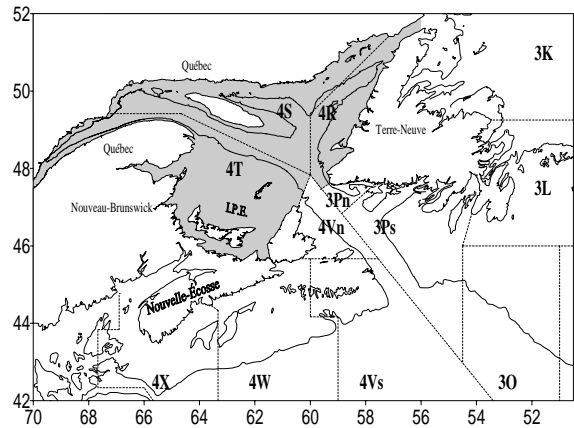 52
3K
Québec
50
4S
4R
Terre-Neuve
Québec
48
4T
3L
3Pn
Nouveau-Brunswick
I.P.E.
4Vn
3Ps
46
Nouvelle-Écosse
44
4X
4W
4Vs
3O
42
70
68
66
64
62
60
58
56
54
52